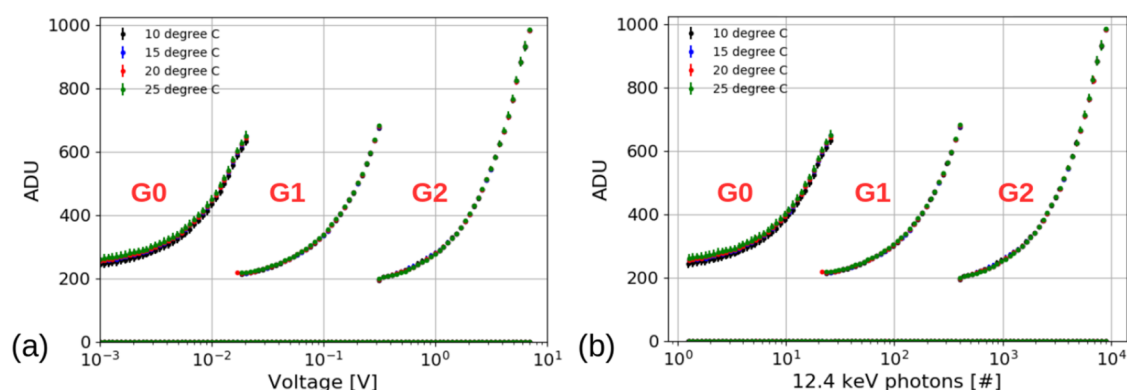 1000
800
600
400
200
0
ADU
10 degree C
15 degree C
20 degree C
25 degree C
G0
G1
G2
10⁻³
10⁻²
10⁻¹
10⁰
10¹
Voltage [V]
(a)
1000
800
600
400
200
0
ADU
10 degree C
15 degree C
20 degree C
25 degree C
G0
G1
G2
10⁰
10¹
10²
10³
10⁴
12.4 keV photons [#]
(b)